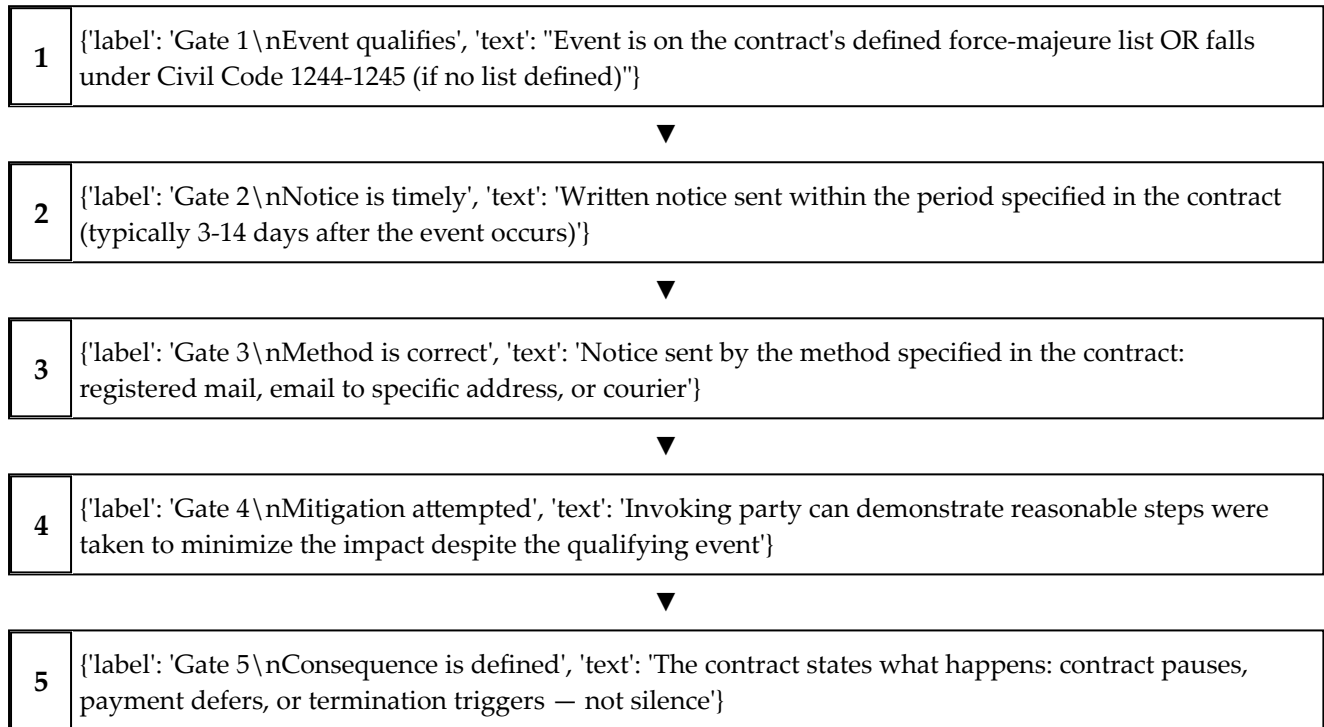 1
{'label': 'Gate 1\nEvent qualifies', 'text': "Event is on the contract's defined force-majeure list OR falls
under Civil Code 1244-1245 (if no list defined)"}
▼
2
{'label': 'Gate 2\nNotice is timely', 'text': 'Written notice sent within the period specified in the contract
(typically 3-14 days after the event occurs)'}
▼
3
{'label': 'Gate 3\nMethod is correct', 'text': 'Notice sent by the method specified in the contract:
registered mail, email to specific address, or courier'}
▼
4
{'label': 'Gate 4\nMitigation attempted', 'text': 'Invoking party can demonstrate reasonable steps were
taken to minimize the impact despite the qualifying event'}
▼
5
{'label': 'Gate 5\nConsequence is defined', 'text': 'The contract states what happens: contract pauses,
payment defers, or termination triggers — not silence'}